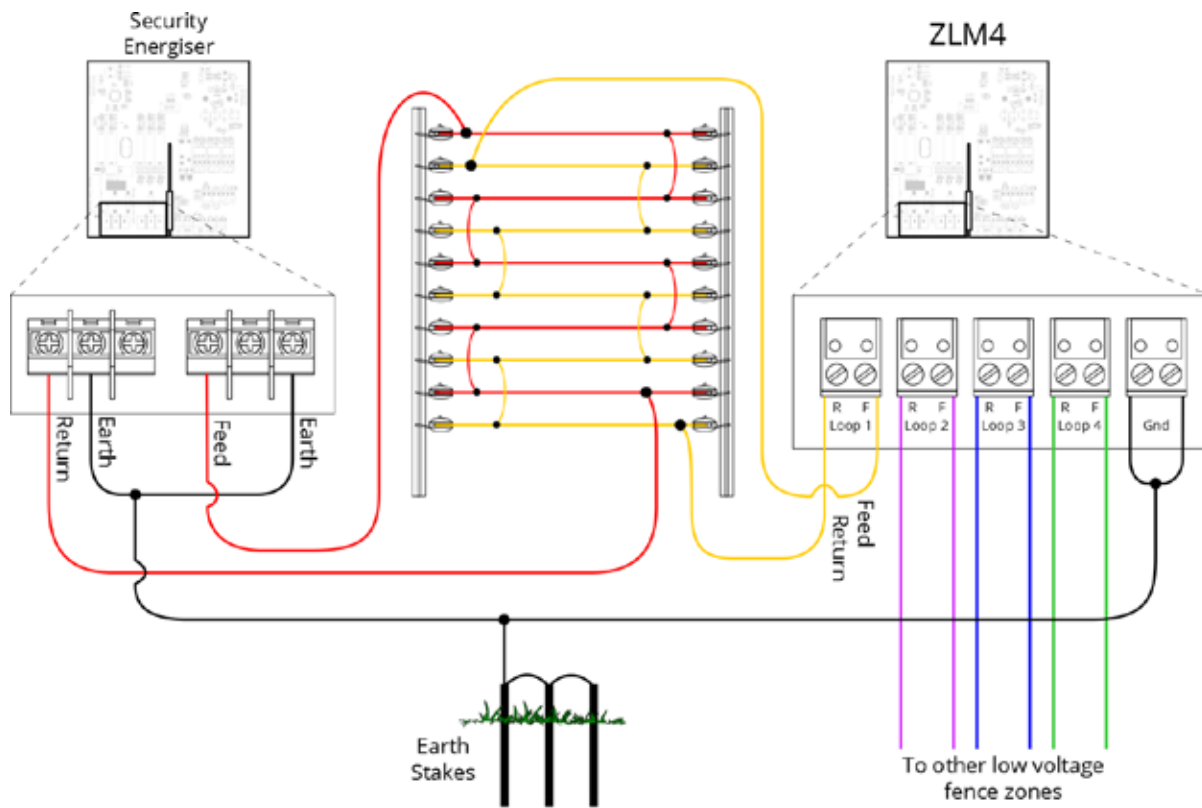 Security
Energiser
ZLM4
Return
Earth
Feed
Earth
R F
Loop 1
R F
Loop 2
R F
Loop 3
R F
Loop 4
Gnd
Feed
Return
Earth
Stakes
To other low voltage
fence zones